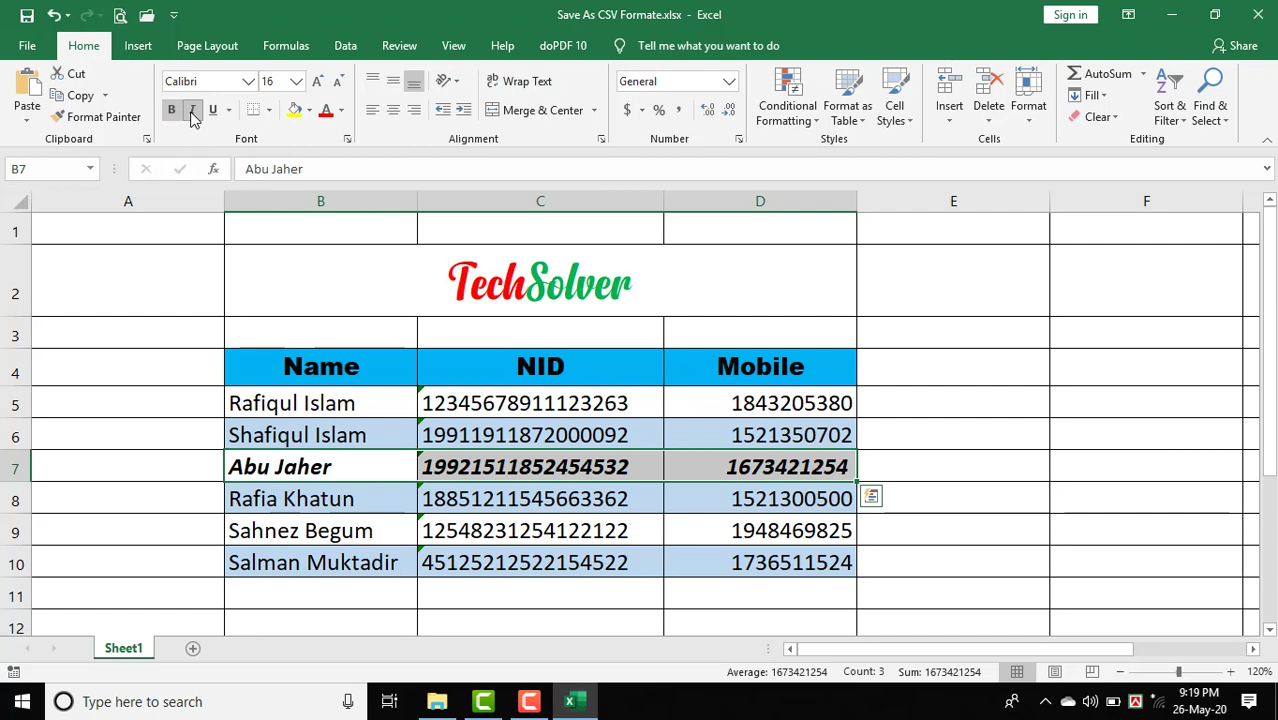 Save As CSV Formate.xlsx - Excel
Sign in
File Home Insert Page Layout Formulas Data Review View Help doPDF 10 Tell me what you want to do Share
Paste Cut Copy Format Painter Clipboard
Calibri 16 B I U Font
Wrap Text Merge & Center Alignment
General $ % , Number
Conditional Formatting Format as Table Cell Styles Styles
Insert Delete Format Cells
AutoSum Fill Clear Sort & Filter Find & Select Editing
B7 fx Abu Jaher
A B C D E F
1
2 TechSolver
3
4 Name NID Mobile
5 Rafiqul Islam 12345678911123263 1843205380
6 Shafiqul Islam 19911911872000092 1521350702
7 Abu Jaher 19921511852454532 1673421254
8 Rafia Khatun 18851211545663362 1521300500
9 Sahnez Begum 12548231254122122 1948469825
10 Salman Muktadir 45125212522154522 1736511524
11
12
Sheet1
Average: 1673421254 Count: 3 Sum: 1673421254 120%
Type here to search
9:19 PM
26-May-20